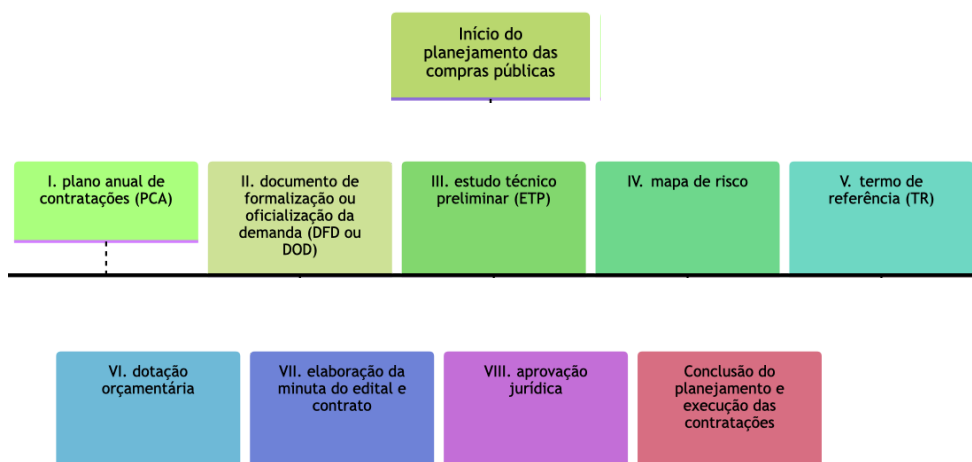 Início do
planejamento das
compras públicas
I. plano anual de
contratações (PCA)
II. documento de
formalização ou
oficialização da
demanda (DFD ou
DOD)
III. estudo técnico
preliminar (ETP)
IV. mapa de risco
V. termo de
referência (TR)
VI. dotação
orçamentária
VII. elaboração da
minuta do edital e
contrato
VIII. aprovação
jurídica
Conclusão do
planejamento e
execução das
contratações